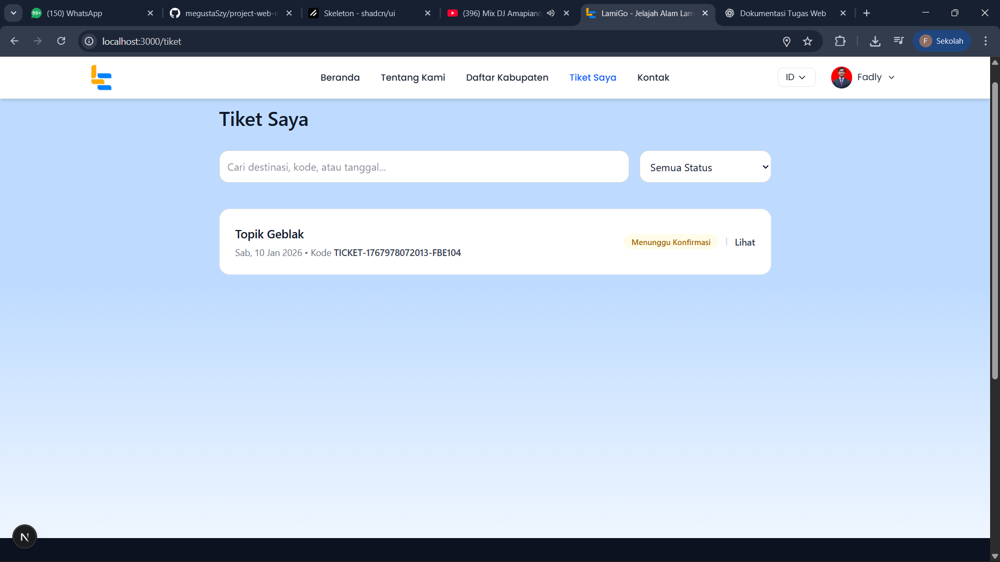 (150) WhatsApp
megustaSzy/project-web-
Skeleton - shadcn/ui
(396) Mix DJ Amapiano
LamiGo - Jelajah Alam Lam
Dokumentasi Tugas Web
localhost:3000/tiket
F Sekolah
Beranda
Tentang Kami
Daftar Kabupaten
Tiket Saya
Kontak
ID
Fadly
Tiket Saya
Cari destinasi, kode, atau tanggal...
Semua Status
Topik Geblak
Menunggu Konfirmasi
Lihat
Sab, 10 Jan 2026 • Kode TICKET-1767978072013-FBE104
N